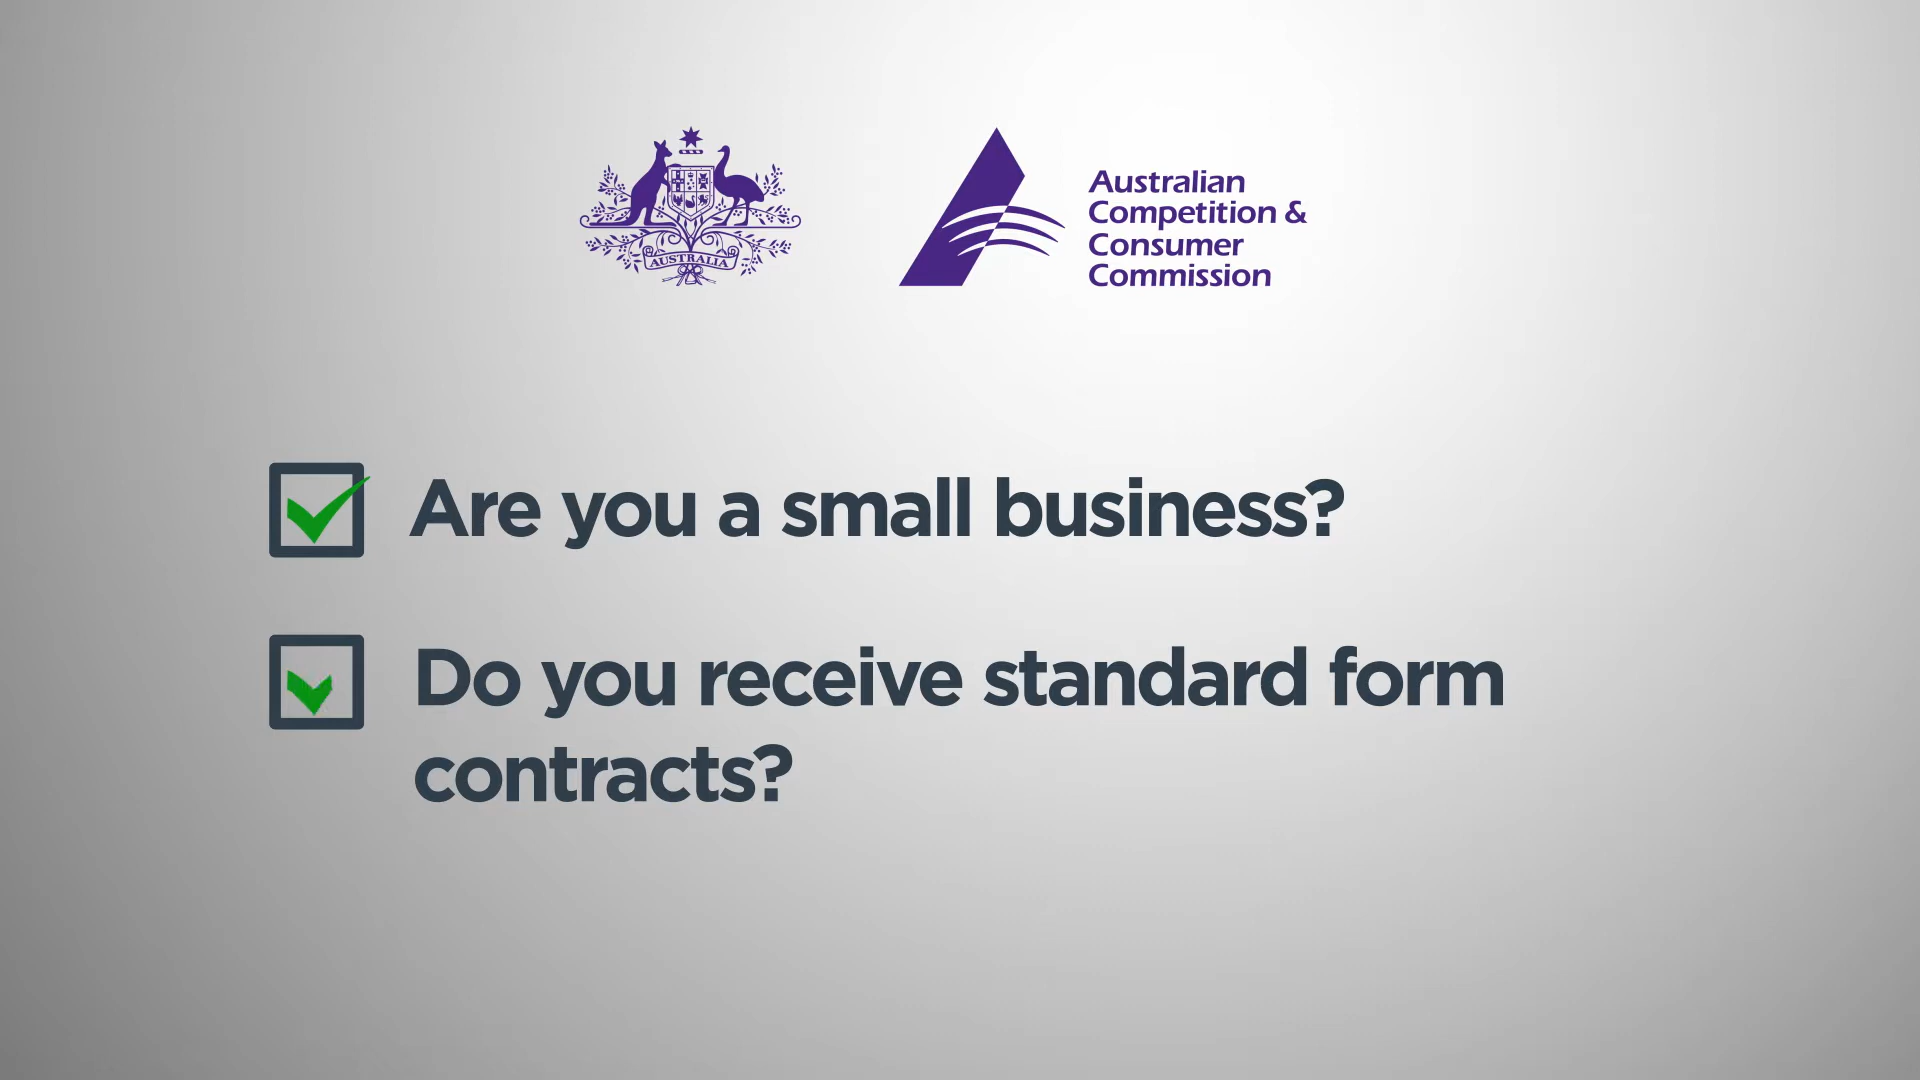 AUSTRALIA
Australian
Competition &
Consumer
Commission
Are you a small business?
Do you receive standard form
contracts?